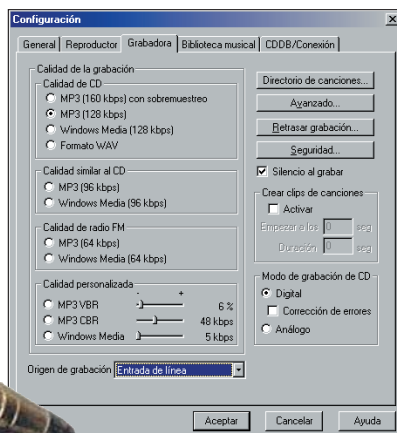 Configuración
General Reproductor Grabadora Biblioteca musical CDDB/Conexión
Calidad de la grabación
Calidad de CD
MP3 (160 kbps) con sobremuestreo
MP3 (128 kbps)
Windows Media (128 kbps)
Formato WAV
Calidad similar al CD
MP3 (96 kbps)
Windows Media (96 kbps)
Calidad de radio FM
MP3 (64 kbps)
Windows Media (64 kbps)
Calidad personalizada
- +
MP3 VBR 6 %
MP3 CBR 48 kbps
Windows Media 5 kbps
Origen de grabación Entrada de línea
Directorio de canciones...
Avanzado...
Retrasar grabación...
Seguridad...
Silencio al grabar
Crear clips de canciones
Activar
Empezar a los 0 seg
Duración 0 seg
Modo de grabación de CD
Digital
Corrección de errores
Análogo
Aceptar Cancelar Ayuda